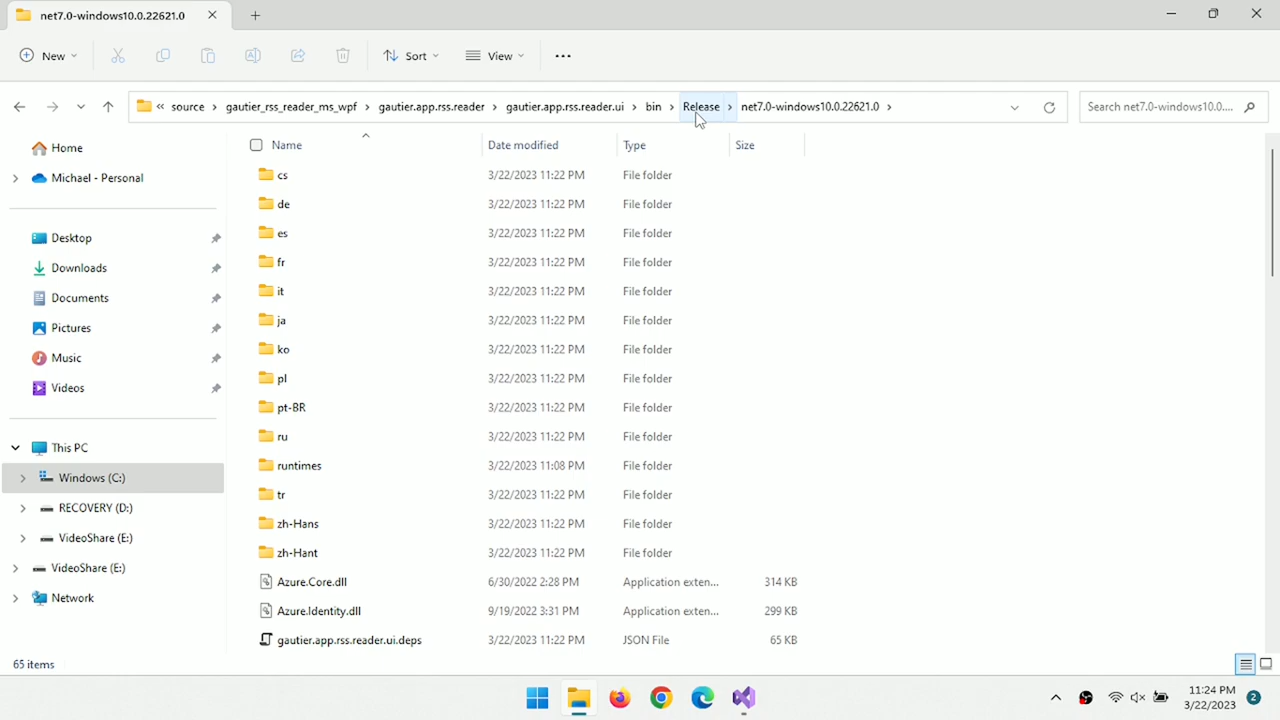 net7.0-windows10.0.22621.0
New
Sort
View
« source > gautier_rss_reader_ms_wpf > gautier.app.rss.reader > gautier.app.rss.reader.ui > bin > Release > net7.0-windows10.0.22621.0 >
Search net7.0-windows10.0....
Home
Michael - Personal
Desktop
Downloads
Documents
Pictures
Music
Videos
This PC
Windows (C:)
RECOVERY (D:)
VideoShare (E:)
VideoShare (E:)
Network
Name Date modified Type Size
cs 3/22/2023 11:22 PM File folder
de 3/22/2023 11:22 PM File folder
es 3/22/2023 11:22 PM File folder
fr 3/22/2023 11:22 PM File folder
it 3/22/2023 11:22 PM File folder
ja 3/22/2023 11:22 PM File folder
ko 3/22/2023 11:22 PM File folder
pl 3/22/2023 11:22 PM File folder
pt-BR 3/22/2023 11:22 PM File folder
ru 3/22/2023 11:22 PM File folder
runtimes 3/22/2023 11:08 PM File folder
tr 3/22/2023 11:22 PM File folder
zh-Hans 3/22/2023 11:22 PM File folder
zh-Hant 3/22/2023 11:22 PM File folder
Azure.Core.dll 6/30/2022 2:28 PM Application exten... 314 KB
Azure.Identity.dll 9/19/2022 3:31 PM Application exten... 299 KB
gautier.app.rss.reader.ui.deps 3/22/2023 11:22 PM JSON File 65 KB
65 items
11:24 PM
3/22/2023
2